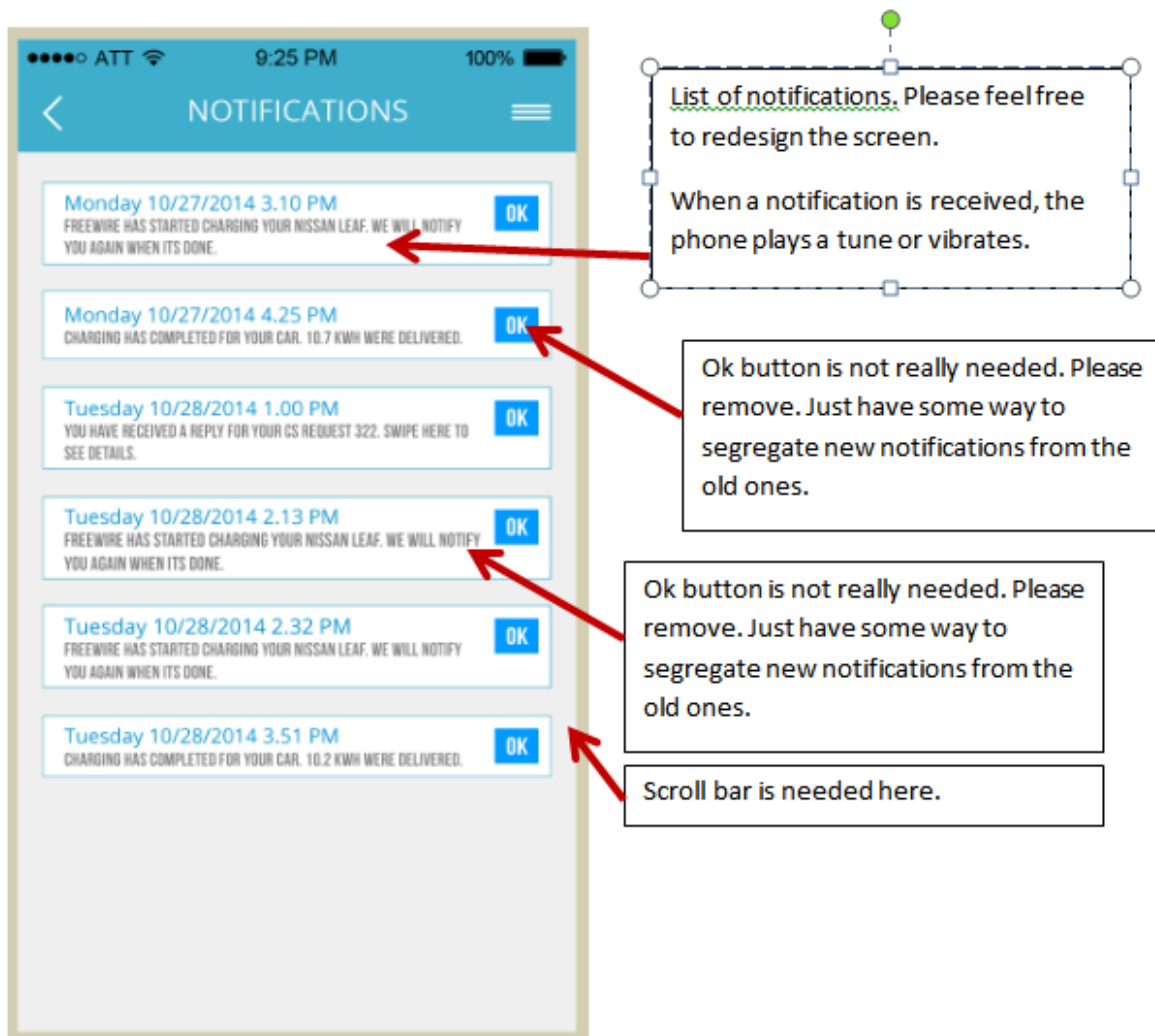 ATT 9:25 PM 100%
NOTIFICATIONS
Monday 10/27/2014 3.10 PM
FREEWIRE HAS STARTED CHARGING YOUR NISSAN LEAF. WE WILL NOTIFY
YOU AGAIN WHEN ITS DONE.
OK
Monday 10/27/2014 4.25 PM
CHARGING HAS COMPLETED FOR YOUR CAR. 10.7 KWH WERE DELIVERED.
OK
Tuesday 10/28/2014 1.00 PM
YOU HAVE RECEIVED A REPLY FOR YOUR CS REQUEST 322. SWIPE HERE TO
SEE DETAILS.
OK
Tuesday 10/28/2014 2.13 PM
FREEWIRE HAS STARTED CHARGING YOUR NISSAN LEAF. WE WILL NOTIFY
YOU AGAIN WHEN ITS DONE.
OK
Tuesday 10/28/2014 2.32 PM
FREEWIRE HAS STARTED CHARGING YOUR NISSAN LEAF. WE WILL NOTIFY
YOU AGAIN WHEN ITS DONE.
OK
Tuesday 10/28/2014 3.51 PM
CHARGING HAS COMPLETED FOR YOUR CAR. 10.2 KWH WERE DELIVERED.
OK
List of notifications. Please feel free
to redesign the screen.
When a notification is received, the
phone plays a tune or vibrates.
Ok button is not really needed. Please
remove. Just have some way to
segregate new notifications from the
old ones.
Ok button is not really needed. Please
remove. Just have some way to
segregate new notifications from the
old ones.
Scroll bar is needed here.